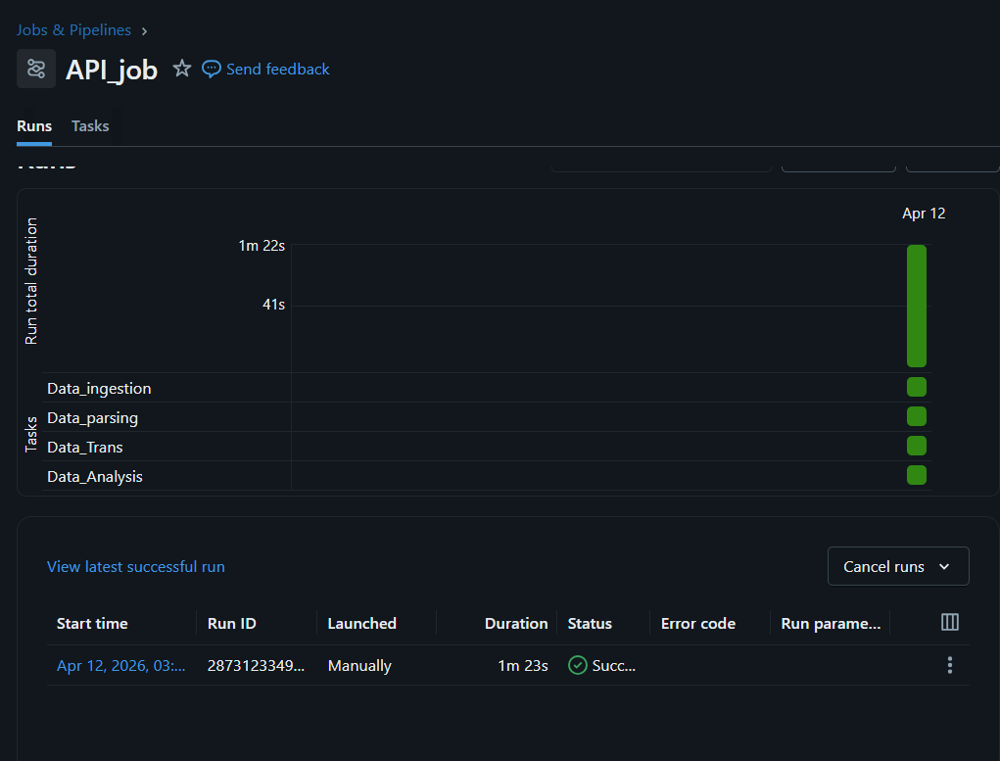 Jobs & Pipelines ›
API_job Send feedback
Runs Tasks
Apr 12
Run total duration
1m 22s
41s
Tasks
Data_ingestion
Data_parsing
Data_Trans
Data_Analysis
View latest successful run
Cancel runs
Start time Run ID Launched Duration Status Error code Run parame...
Apr 12, 2026, 03:... 2873123349... Manually 1m 23s Succ...